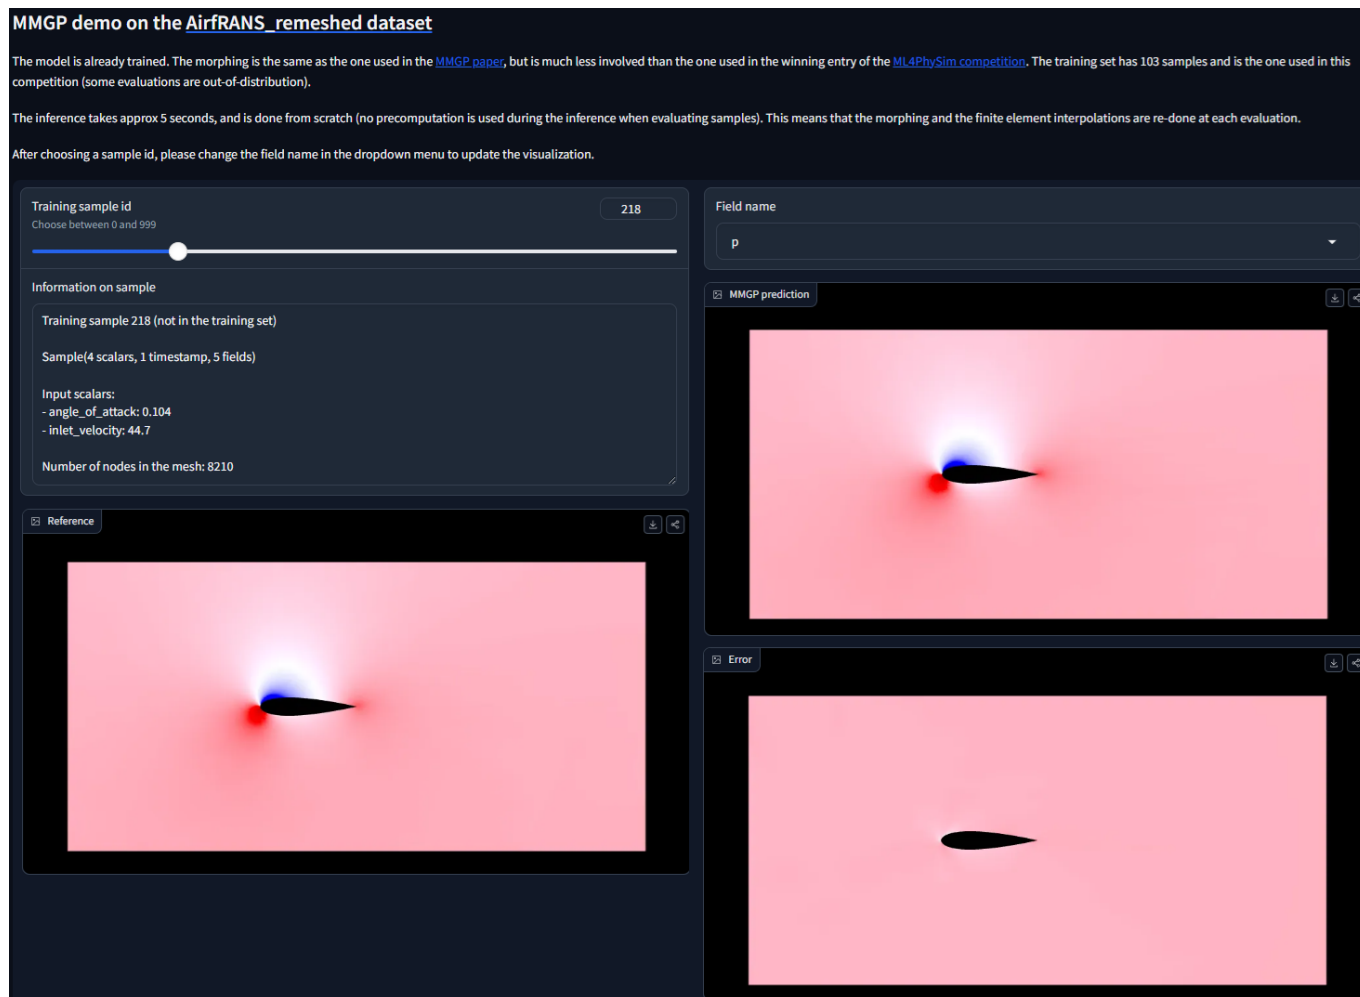 MMGP demo on the AirfRANS_remeshed dataset
The model is already trained. The morphing is the same as the one used in the MMGP paper, but is much less involved than the one used in the winning entry of the ML4PhySim competition. The training set has 103 samples and is the one used in this
competition (some evaluations are out-of-distribution).
The inference takes approx 5 seconds, and is done from scratch (no precomputation is used during the inference when evaluating samples). This means that the morphing and the finite element interpolations are re-done at each evaluation.
After choosing a sample id, please change the field name in the dropdown menu to update the visualization.
Training sample id
218
Choose between 0 and 999
Information on sample
Training sample 218 (not in the training set)
Sample(4 scalars, 1 timestamp, 5 fields)
Input scalars:
- angle_of_attack: 0.104
- inlet_velocity: 44.7
Number of nodes in the mesh: 8210
Reference
Field name
p
MMGP prediction
Error